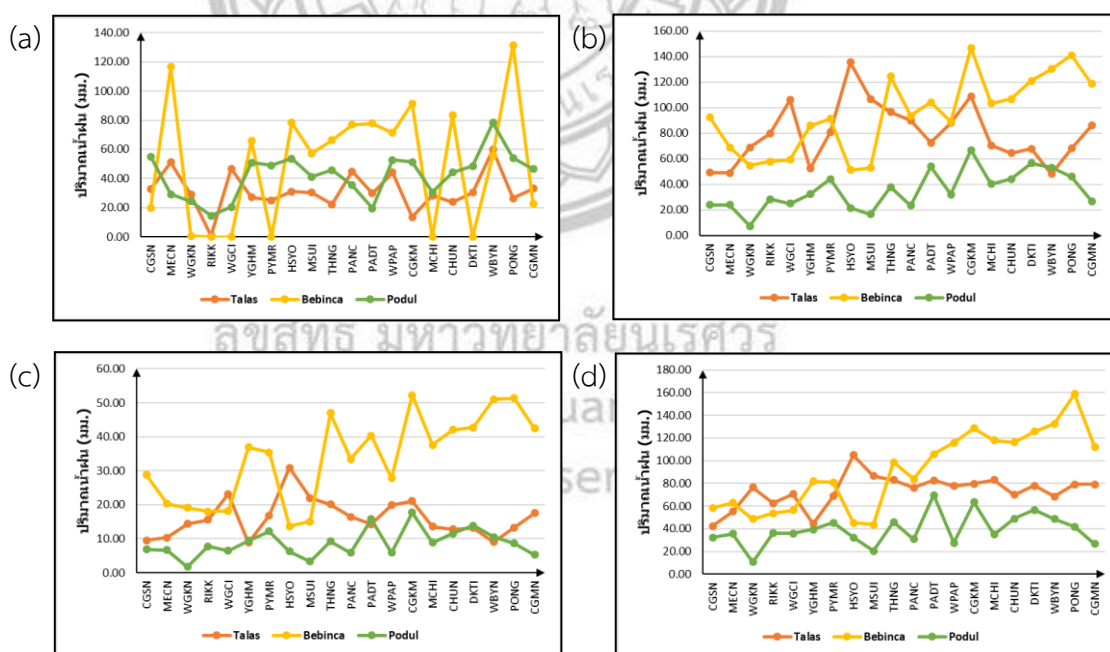 (a)
ปริมาณน้ำฝน (มม.)
140.00
120.00
100.00
80.00
60.00
40.00
20.00
0.00
CGSN MECN WGKN RIKK WGCI YGHM PYMR HSYO MSUI THNG PANC PADT WPAP CGKM MCHI CHUN DKTI WBYN PONG CGMN
Talas Bebinca Podul
(b)
ปริมาณน้ำฝน (มม.)
160.00
140.00
120.00
100.00
80.00
60.00
40.00
20.00
0.00
CGSN MECN WGKN RIKK WGCI YGHM PYMR HSYO MSUI THNG PANC PADT WPAP CGKM MCHI CHUN DKTI WBYN PONG CGMN
Talas Bebinca Podul
ลิขสิทธิ์ มหาวิทยาลัยนเรศวร
(c)
ปริมาณน้ำฝน (มม.)
60.00
50.00
40.00
30.00
20.00
10.00
0.00
CGSN MECN WGKN RIKK WGCI YGHM PYMR HSYO MSUI THNG PANC PADT WPAP CGKM MCHI CHUN DKTI WBYN PONG CGMN
Talas Bebinca Podul
(d)
ปริมาณน้ำฝน (มม.)
180.00
160.00
140.00
120.00
100.00
80.00
60.00
40.00
20.00
0.00
CGSN MECN WGKN RIKK WGCI YGHM PYMR HSYO MSUI THNG PANC PADT WPAP CGKM MCHI CHUN DKTI WBYN PONG CGMN
Talas Bebinca Podul